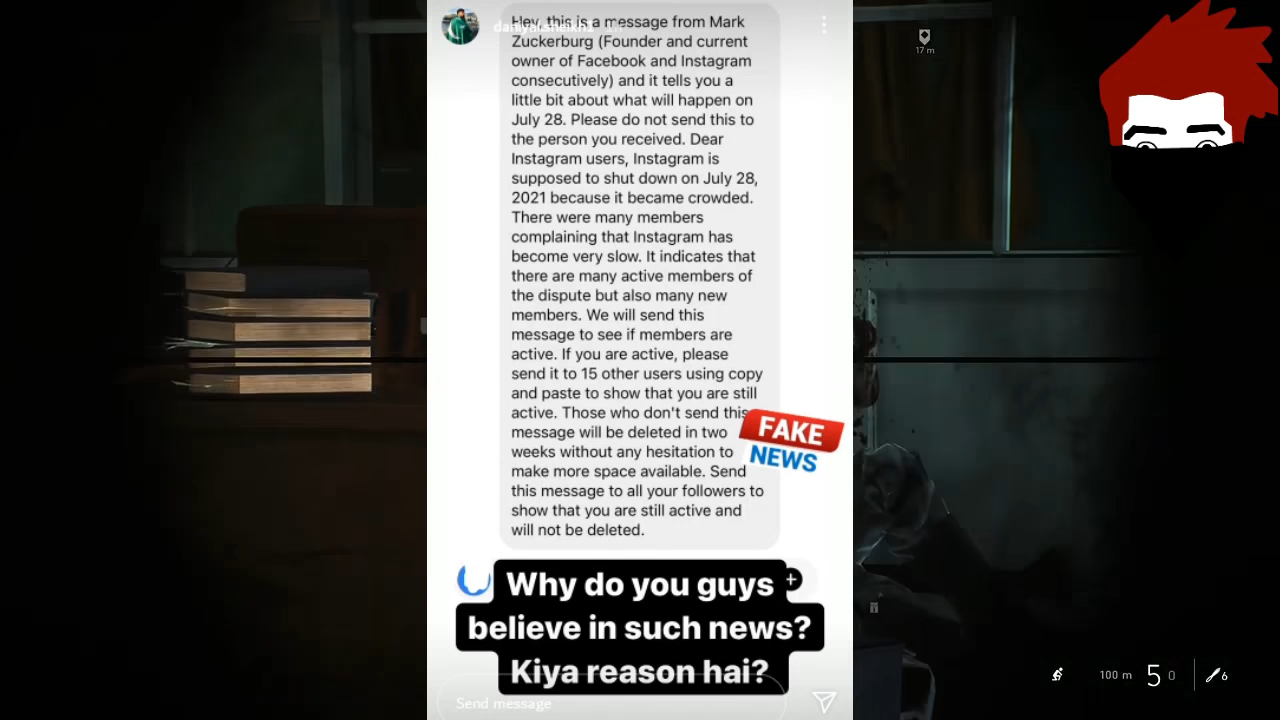 Hey, this is a message from Mark
daniyalsheikh1 1h
Zuckerburg (Founder and current
owner of Facebook and Instagram
consecutively) and it tells you a
little bit about what will happen on
July 28. Please do not send this to
the person you received. Dear
Instagram users, Instagram is
supposed to shut down on July 28,
2021 because it became crowded.
There were many members
complaining that Instagram has
become very slow. It indicates that
there are many active members of
the dispute but also many new
members. We will send this
message to see if members are
active. If you are active, please
send it to 15 other users using copy
and paste to show that you are still
active. Those who don't send this
message will be deleted in two
weeks without any hesitation to
make more space available. Send
this message to all your followers to
show that you are still active and
will not be deleted.
FAKE
NEWS
Why do you guys
believe in such news?
Kiya reason hai?
Send message
17 m
100 m 5 0 6